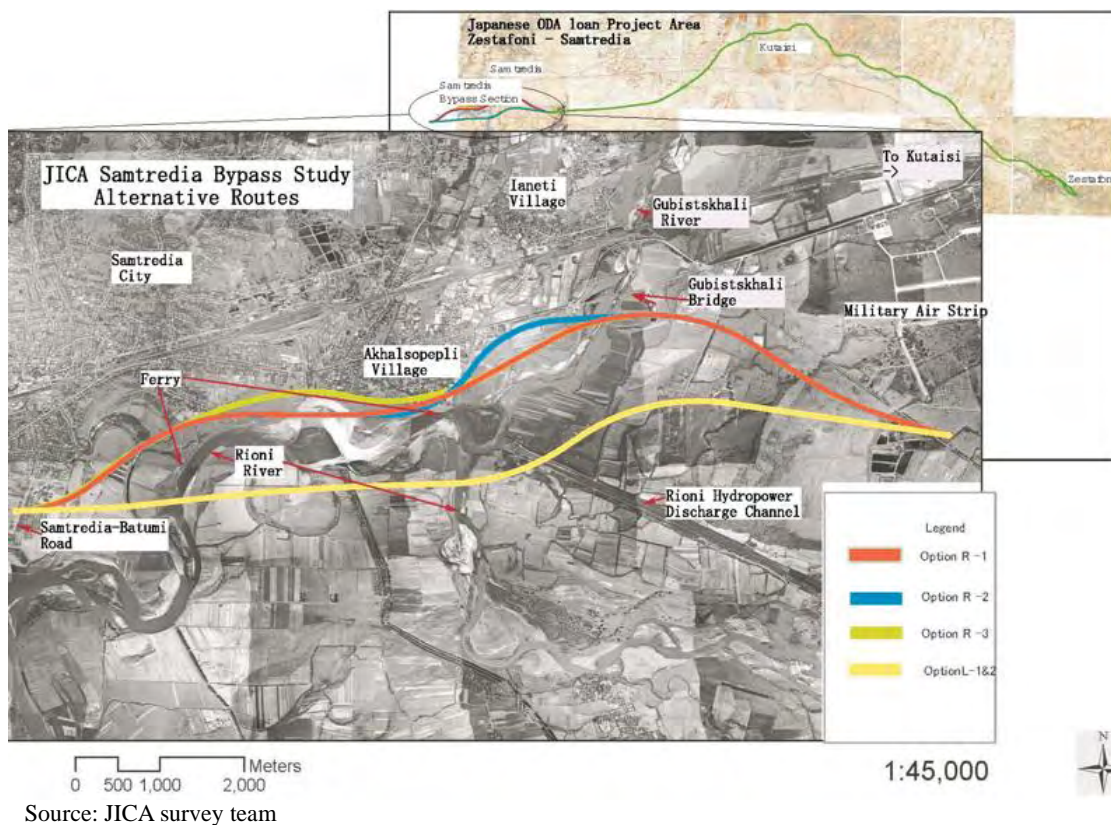 Japanese ODA loan Project Area
Zestafoni - Samtredia
Kutaisi
Samtredia
Samtredia
Bypass Section
Zestafon
JICA Samtredia Bypass Study
Alternative Routes
Ianeti
Village
To Kutaisi
->
Gubistskhali
River
Samtredia
City
Gubistskhali
Bridge
Military Air Strip
Akhalsopepli
Village
Ferry
Rioni
River
Rioni Hydropower
Discharge Channel
Samtredia-Batumi
Road
Legend
Option R -1
Option R -2
Option R -3
OptionL-1&2
N
Meters
0 500 1,000 2,000
1:45,000
Source: JICA survey team